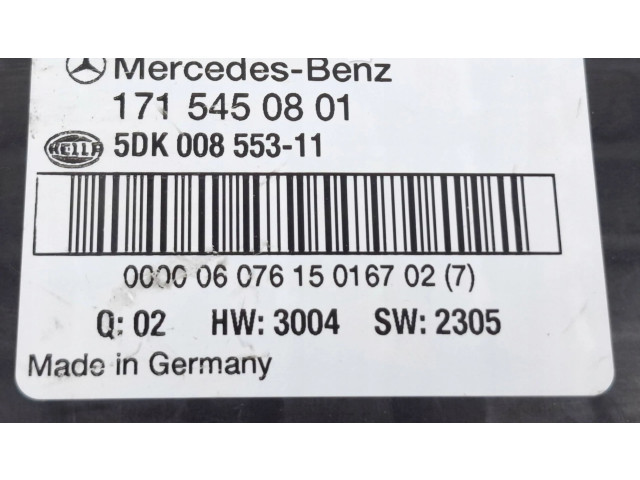 Mercedes-Benz
171 545 08 01
HELLA 5DK 008 553-11
0000 06 076 15 0167 02 (7)
Q: 02 HW: 3004 SW: 2305
Made in Germany